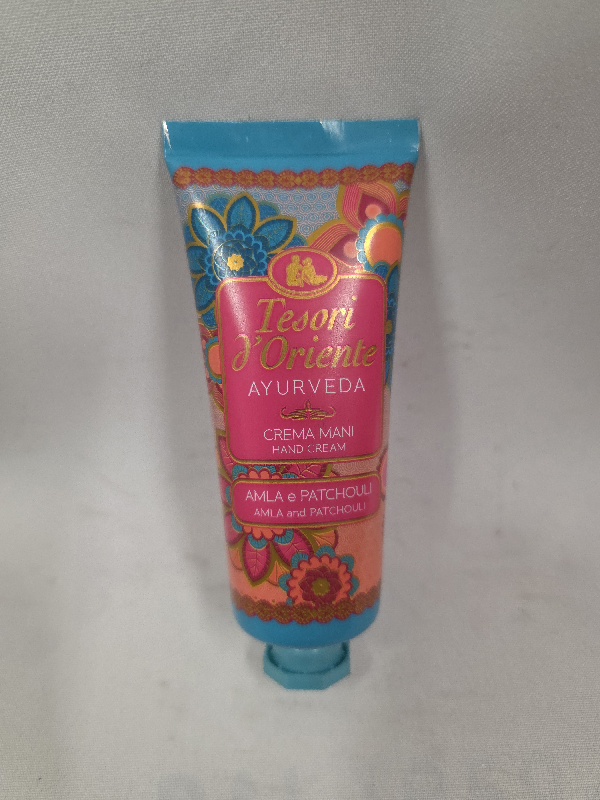 Tesori
d'Oriente
AYURVEDA
CREMA MANI
HAND CREAM
AMLA e PATCHOULI
AMLA and PATCHOULI